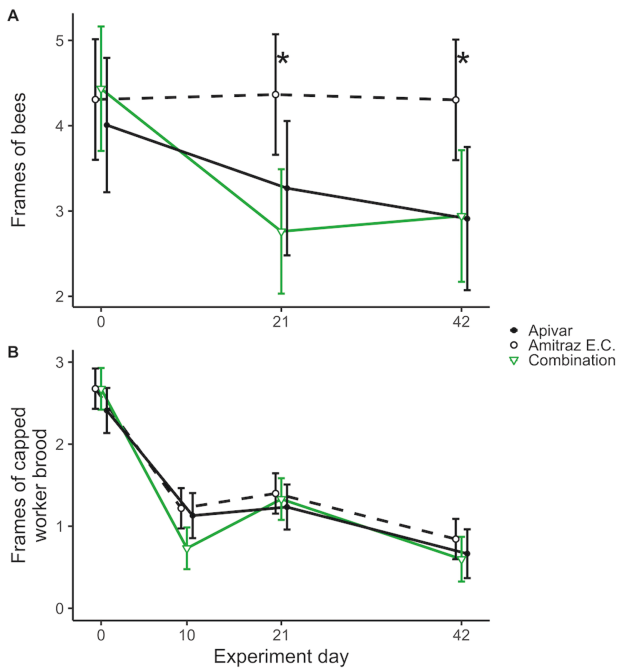 A
5
4
3
2
Frames of bees
*
*
0
21
42
Apivar
Amitraz E.C.
Combination
B
3
2
1
0
Frames of capped
worker brood
0
10
21
42
Experiment day